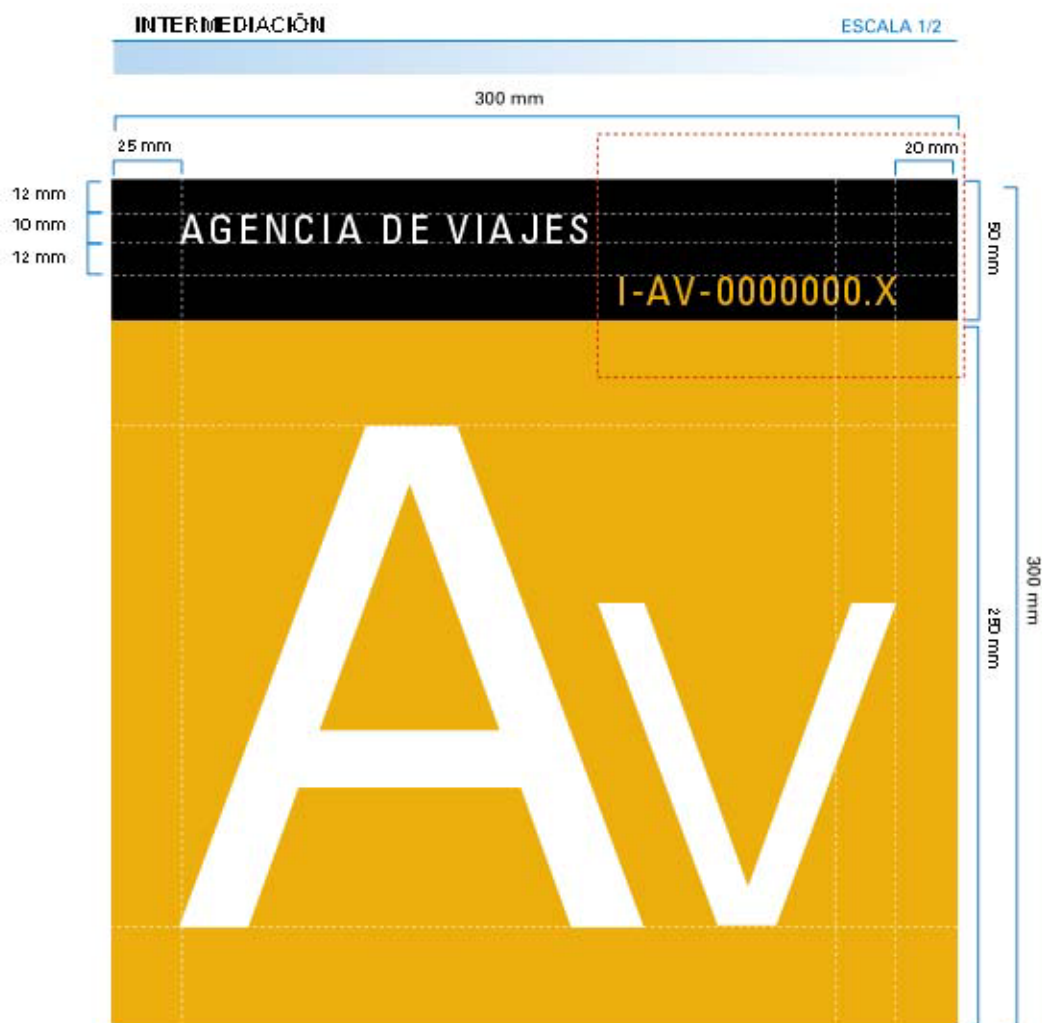 INTERMEDIACIÓN
ESCALA 1/2
300 mm
25 mm
20 mm
12 mm
10 mm
12 mm
50 mm
AGENCIA DE VIAJES
I-AV-0000000.X
Av
250 mm
300 mm